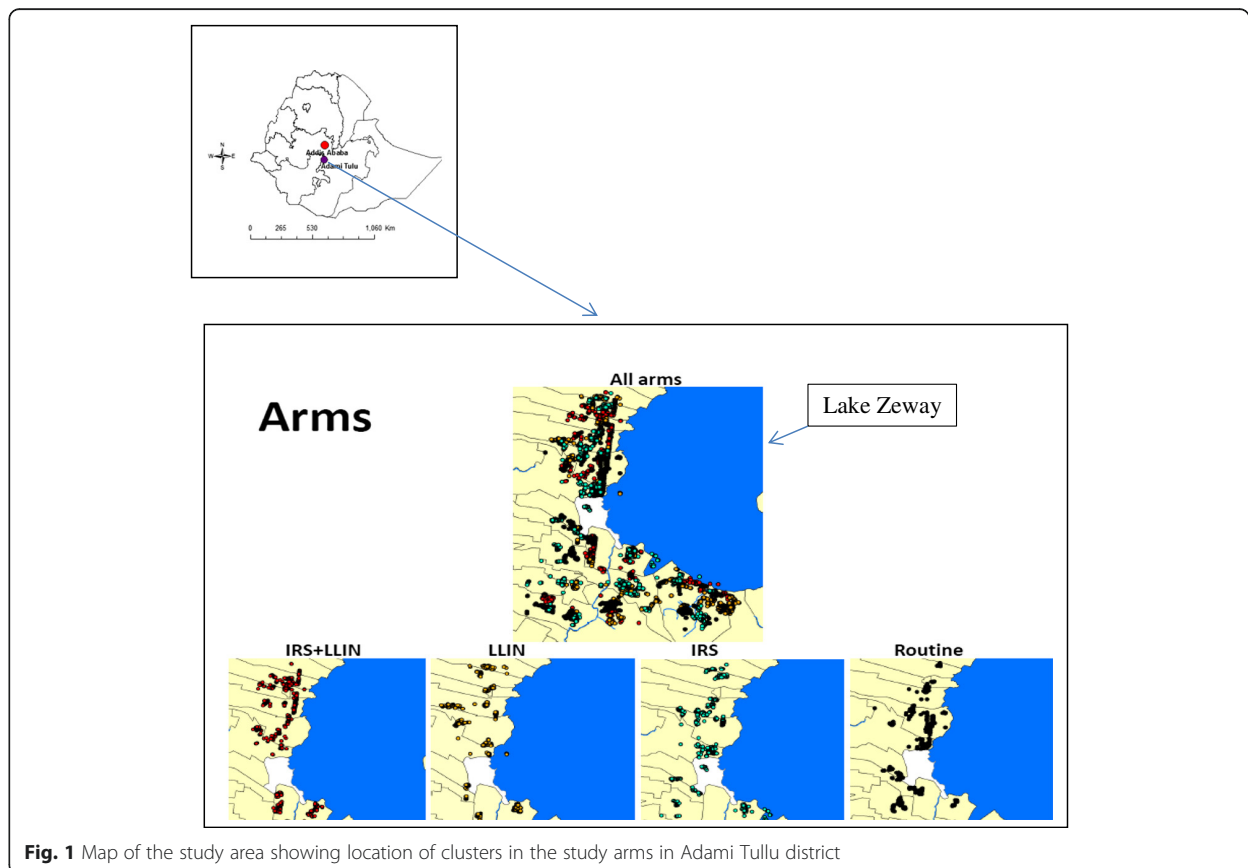 N
W E
S
Addis Ababa
Adami Tulu
0 265 530 1,060 Km
Arms
All arms
Lake Zeway
IRS+LLIN LLIN IRS Routine
Fig. 1 Map of the study area showing location of clusters in the study arms in Adami Tullu district